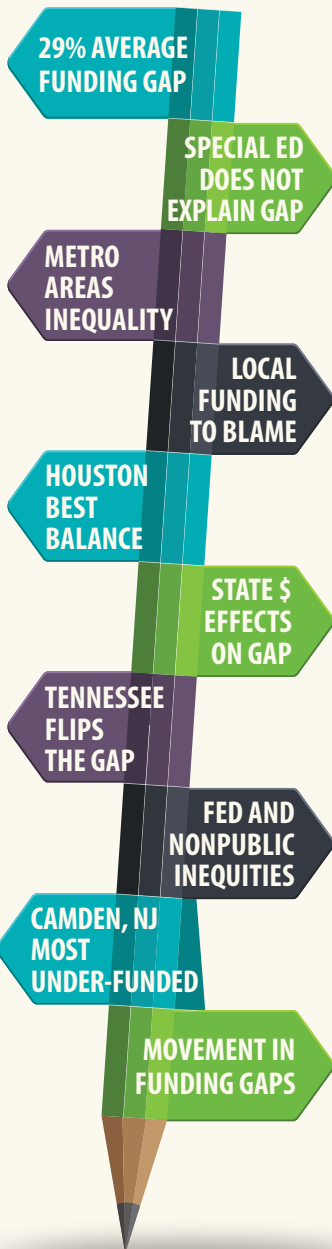 29% AVERAGE
FUNDING GAP
SPECIAL ED
DOES NOT
EXPLAIN GAP
METRO
AREAS
INEQUALITY
LOCAL
FUNDING
TO BLAME
HOUSTON
BEST
BALANCE
STATE $
EFFECTS
ON GAP
TENNESSEE
FLIPS
THE GAP
FED AND
NONPUBLIC
INEQUITIES
CAMDEN, NJ
MOST
UNDER-FUNDED
MOVEMENT IN
FUNDING GAPS